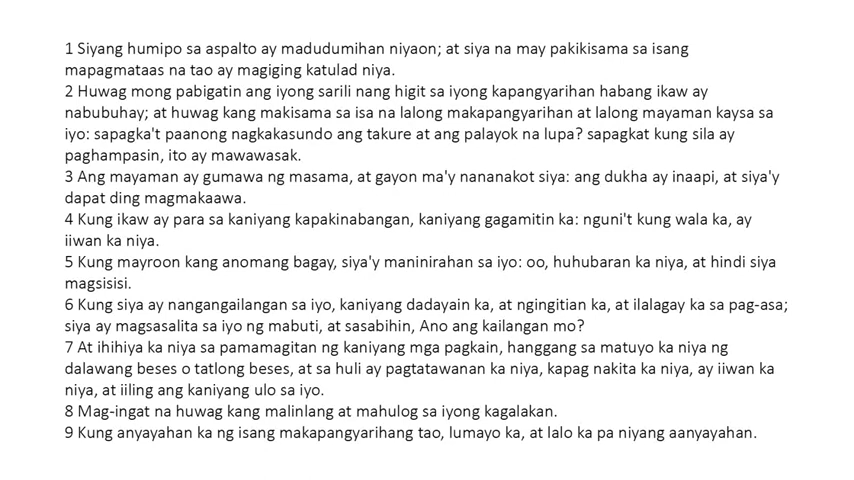 1 Siyang humipo sa aspalto ay madudumihan niyaon; at siya na may pakikisama sa isang
mapagmataas na tao ay magiging katulad niya.
2 Huwag mong pabigatin ang iyong sarili nang higit sa iyong kapangyarihan habang ikaw ay
nabubuhay; at huwag kang makisama sa isa na lalong makapangyarihan at lalong mayaman kaysa sa
iyo: sapagka't paanong nagkakasundo ang takure at ang palayok na lupa? sapagkat kung sila ay
paghampasin, ito ay mawawasak.
3 Ang mayaman ay gumawa ng masama, at gayon ma'y nananakot siya: ang dukha ay inaapi, at siya'y
dapat ding magmakaawa.
4 Kung ikaw ay para sa kaniyang kapakinabangan, kaniyang gagamitin ka: nguni't kung wala ka, ay
iiwan ka niya.
5 Kung mayroon kang anomang bagay, siya'y maninirahan sa iyo: oo, huhubaran ka niya, at hindi siya
magsisisi.
6 Kung siya ay nangangailangan sa iyo, kaniyang dadayain ka, at ngingitian ka, at ilalagay ka sa pag-asa;
siya ay magsasalita sa iyo ng mabuti, at sasabihin, Ano ang kailangan mo?
7 At ihihiya ka niya sa pamamagitan ng kaniyang mga pagkain, hanggang sa matuyo ka niya ng
dalawang beses o tatlong beses, at sa huli ay pagtatawanan ka niya, kapag nakita ka niya, ay iiwan ka
niya, at iiling ang kaniyang ulo sa iyo.
8 Mag-ingat na huwag kang malinlang at mahulog sa iyong kagalakan.
9 Kung anyayahan ka ng isang makapangyarihang tao, lumayo ka, at lalo ka pa niyang aanyayahan.